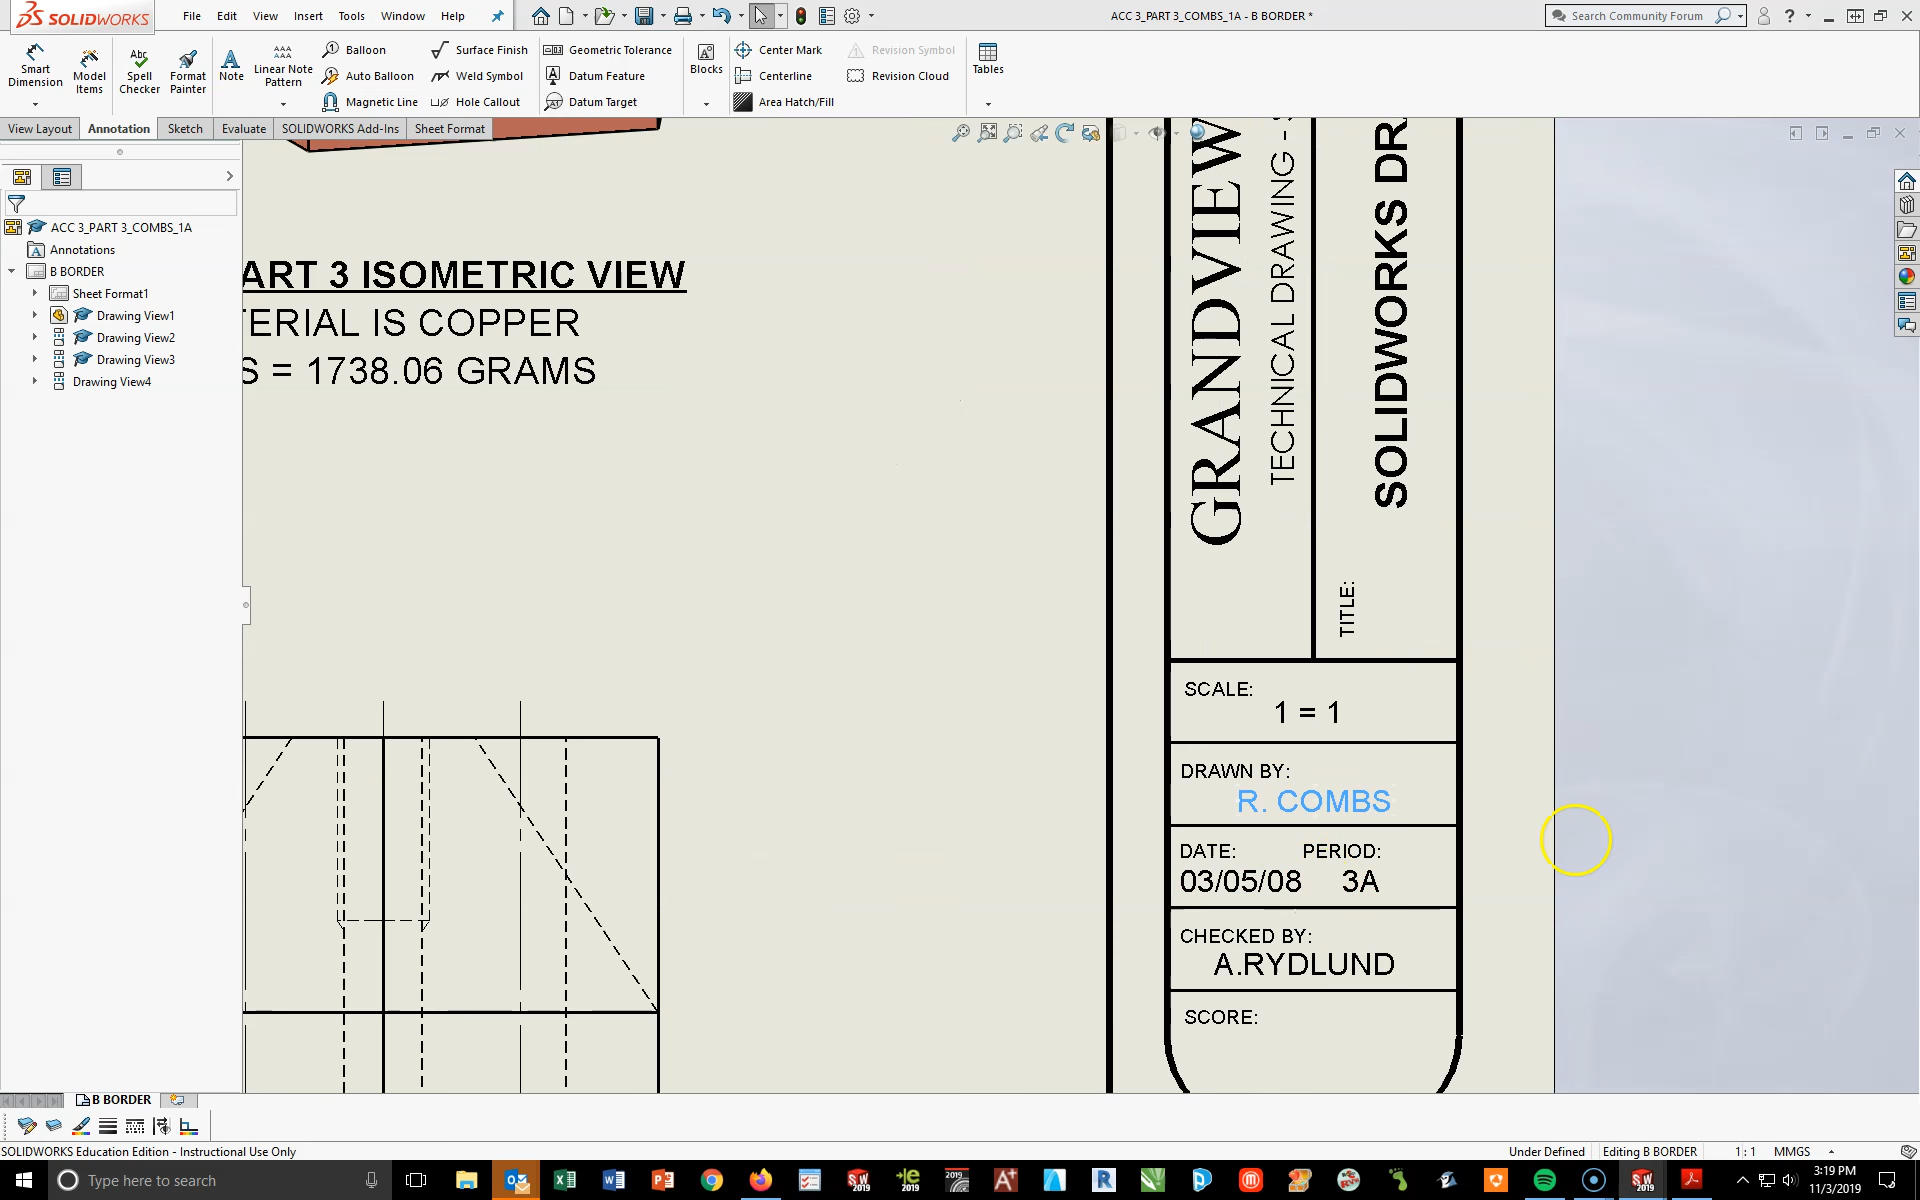 SOLIDWORKS
File Edit View Insert Tools Window Help
ACC 3_PART 3_COMBS_1A - B BORDER *
Search Community Forum
Smart Dimension
Model Items
Spell Checker
Format Painter
Note
Linear Note Pattern
Balloon
Auto Balloon
Magnetic Line
Surface Finish
Weld Symbol
Hole Callout
Geometric Tolerance
Datum Feature
Datum Target
Blocks
Center Mark
Centerline
Area Hatch/Fill
Revision Symbol
Revision Cloud
Tables
View Layout Annotation Sketch Evaluate SOLIDWORKS Add-Ins Sheet Format
ACC 3_PART 3_COMBS_1A
Annotations
B BORDER
Sheet Format1
Drawing View1
Drawing View2
Drawing View3
Drawing View4
ART 3 ISOMETRIC VIEW
TERIAL IS COPPER
S = 1738.06 GRAMS
GRANDVIEW
TECHNICAL DRAWING - S
SOLIDWORKS DR
TITLE:
SCALE:
1 = 1
DRAWN BY:
R. COMBS
DATE: PERIOD:
03/05/08 3A
CHECKED BY:
A.RYDLUND
SCORE:
B BORDER
SOLIDWORKS Education Edition - Instructional Use Only
Under Defined Editing B BORDER 1 : 1 MMGS
Type here to search
3:19 PM
11/3/2019